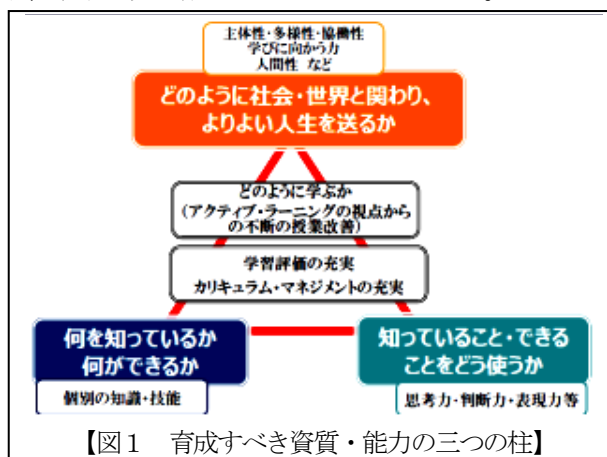 主体性・多様性・協働性
学びに向かう力
人間性 など
どのように社会・世界と関わり、
よりよい人生を送るか
どのように学ぶか
(アクティブ・ラーニングの視点から
の不断の授業改善)
学習評価の充実
カリキュラム・マネジメントの充実
何を知っているか
何ができるか
個別の知識・技能
知っていること・できる
ことをどう使うか
思考力・判断力・表現力等
【図1 育成すべき資質・能力の三つの柱】